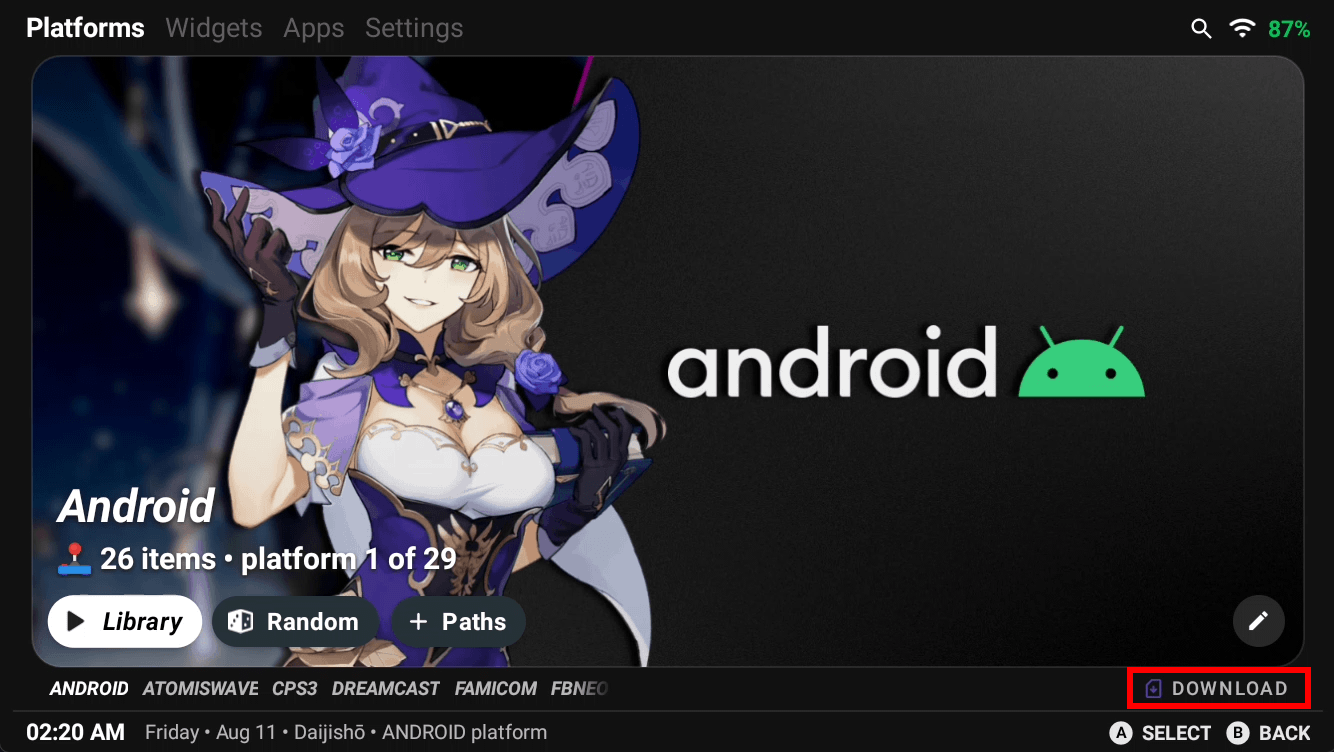 Platforms Widgets Apps Settings 87%
android
Android
26 items • platform 1 of 29
Library Random + Paths
ANDROID ATOMISWAVE CPS3 DREAMCAST FAMICOM FBNEO DOWNLOAD
02:20 AM Friday • Aug 11 • Daijishō • ANDROID platform A SELECT B BACK